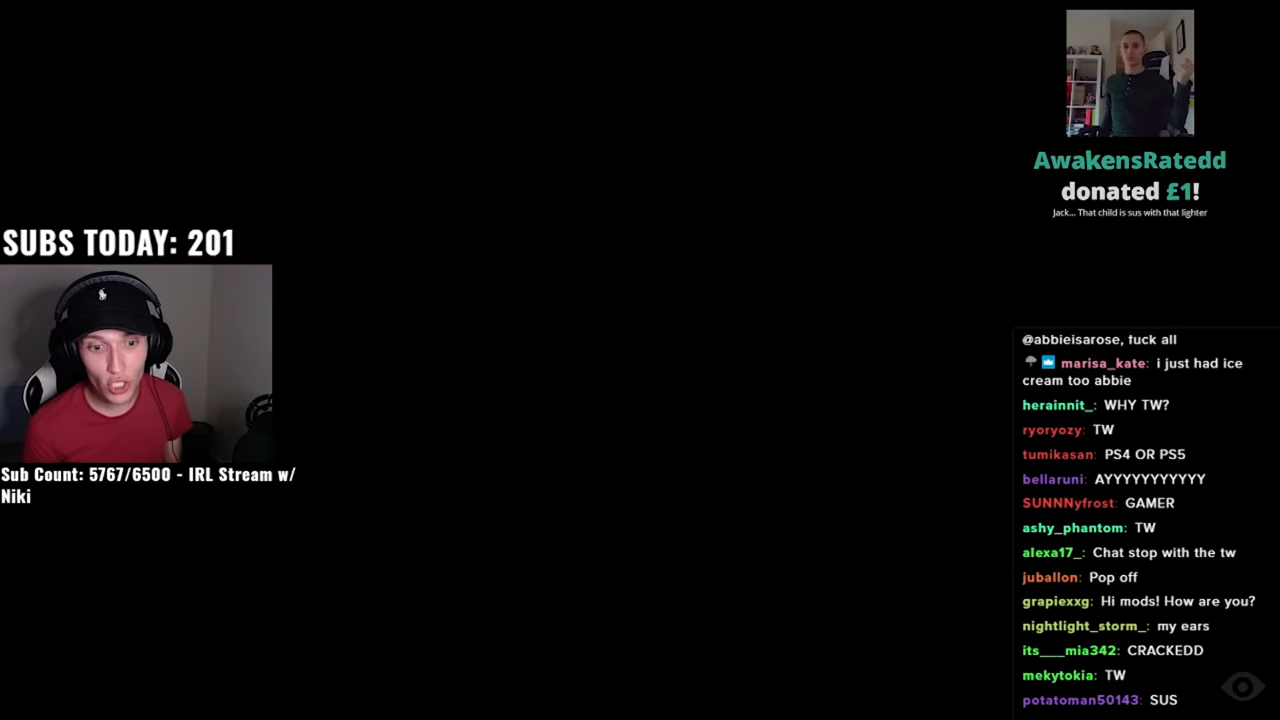 AwakensRatedd
donated £1!
Jack... That child is sus with that lighter
SUBS TODAY: 201
Sub Count: 5767/6500 - IRL Stream w/
Niki
@abbieisarose, fuck all
marisa_kate: i just had ice
cream too abbie
herainnit_: WHY TW?
ryoryozy: TW
tumikasan: PS4 OR PS5
bellaruni: AYYYYYYYYYYY
SUNNNyfrost: GAMER
ashy_phantom: TW
alexa17_: Chat stop with the tw
juballon: Pop off
grapiexxg: Hi mods! How are you?
nightlight_storm_: my ears
its___mia342: CRACKEDD
mekytokia: TW
potatoman50143: SUS